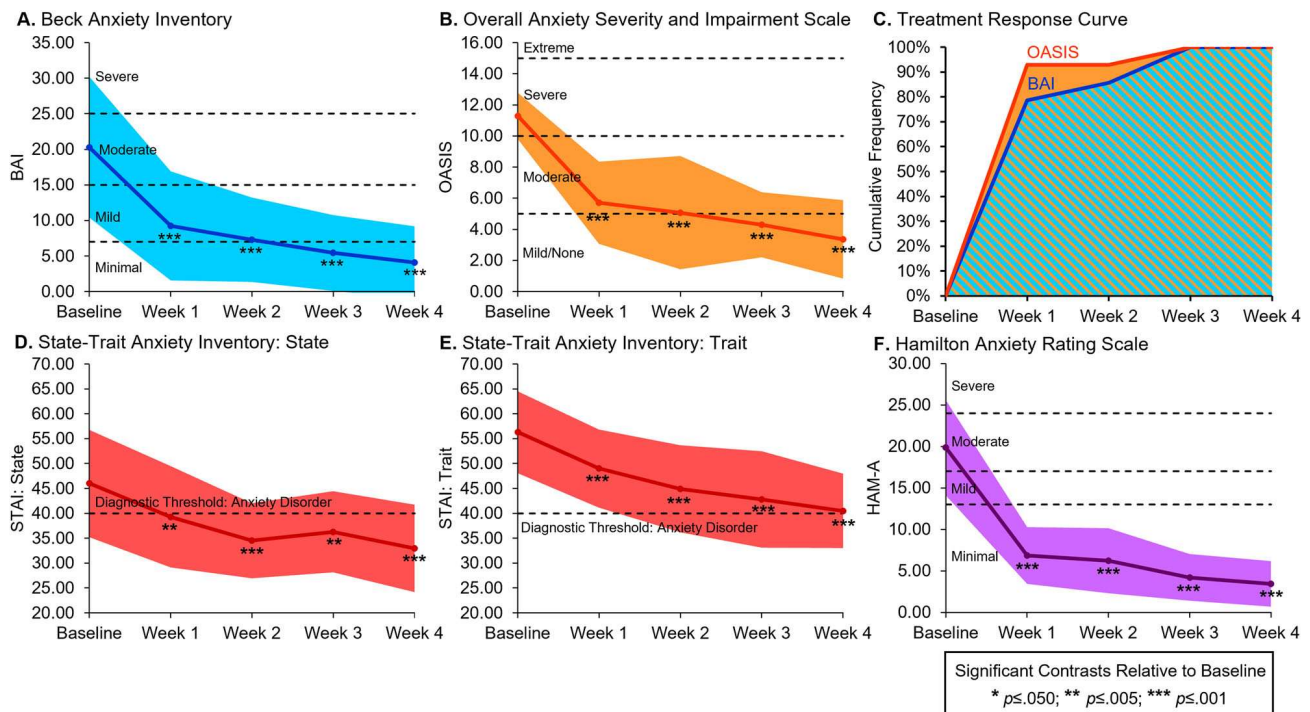 A. Beck Anxiety Inventory
35.00
30.00
25.00
20.00
15.00
10.00
5.00
0.00
BAI
Severe
Moderate
Mild
Minimal
***
***
***
***
Baseline Week 1 Week 2 Week 3 Week 4
B. Overall Anxiety Severity and Impairment Scale
16.00
14.00
12.00
10.00
8.00
6.00
4.00
2.00
0.00
OASIS
Extreme
Severe
Moderate
Mild/None
***
***
***
***
Baseline Week 1 Week 2 Week 3 Week 4
C. Treatment Response Curve
100%
90%
80%
70%
60%
50%
40%
30%
20%
10%
0%
Cumulative Frequency
OASIS
BAI
Baseline Week 1 Week 2 Week 3 Week 4
D. State-Trait Anxiety Inventory: State
70.00
65.00
60.00
55.00
50.00
45.00
40.00
35.00
30.00
25.00
20.00
STAI: State
Diagnostic Threshold: Anxiety Disorder
**
***
**
***
Baseline Week 1 Week 2 Week 3 Week 4
E. State-Trait Anxiety Inventory: Trait
70.00
65.00
60.00
55.00
50.00
45.00
40.00
35.00
30.00
25.00
20.00
STAI: Trait
Diagnostic Threshold: Anxiety Disorder
***
***
***
***
Baseline Week 1 Week 2 Week 3 Week 4
F. Hamilton Anxiety Rating Scale
30.00
25.00
20.00
15.00
10.00
5.00
0.00
HAM-A
Severe
Moderate
Mild
Minimal
***
***
***
***
Baseline Week 1 Week 2 Week 3 Week 4
Significant Contrasts Relative to Baseline
* p≤.050; ** p≤.005; *** p≤.001